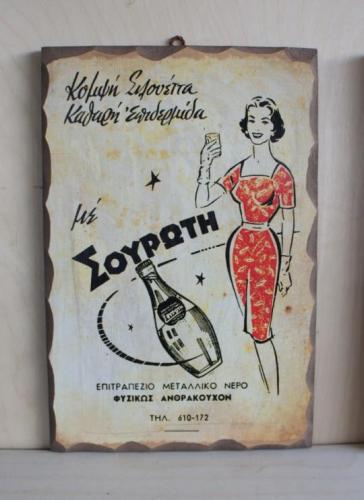 Κομψή Σιλουέττα
Καθαρή Ἐπιδερμίδα
μέ
ΣΟΥΡΩΤΗ
ΕΠΙΤΡΑΠΕΖΙΟ ΜΕΤΑΛΛΙΚΟ ΝΕΡΟ
ΦΥΣΙΚΩΣ ΑΝΘΡΑΚΟΥΧΟΝ
ΤΗΛ. 610-172